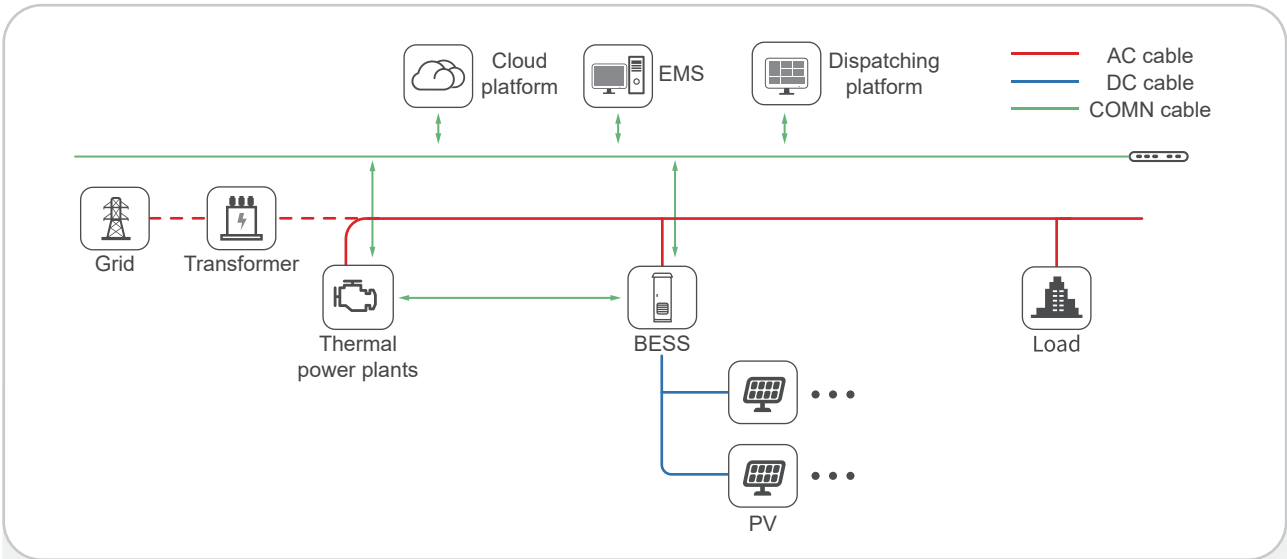 Cloud
platform
EMS
Dispatching
platform
AC cable
DC cable
COMN cable
Grid
Transformer
Thermal
power plants
BESS
Load
PV